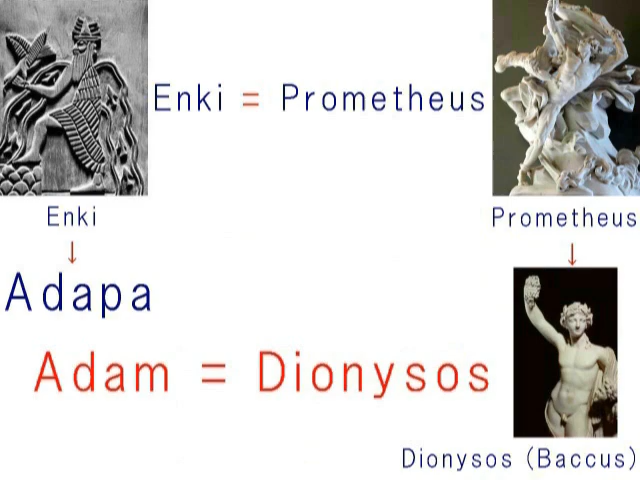 Enki = Prometheus
Enki
Prometheus
↓
↓
Adapa
Adam = Dionysos
Dionysos (Baccus)